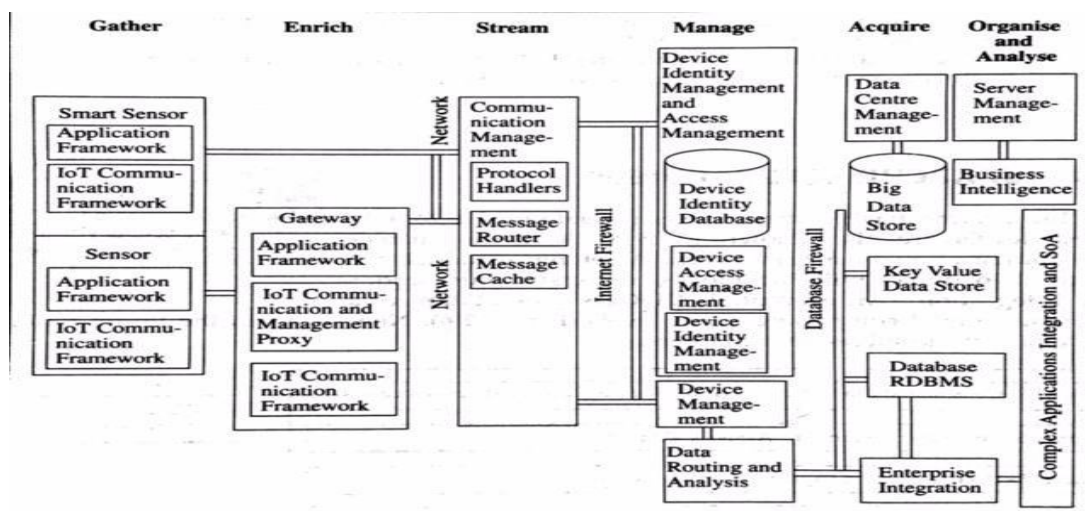 Gather
Enrich
Stream
Manage
Acquire
Organise
and
Analyse
Smart Sensor
Application
Framework
IoT Commu-
nication
Framework
Sensor
Application
Framework
IoT Commu-
nication
Framework
Gateway
Application
Framework
IoT Commu-
nication and
Management
Proxy
IoT Commu-
nication
Framework
Network
Network
Commu-
nication
Manage-
ment
Protocol
Handlers
Message
Router
Message
Cache
Internet Firewall
Device
Identity
Management
and
Access
Management
Device
Identity
Database
Device
Access
Manage-
ment
Device
Identity
Manage-
ment
Device
Manage-
ment
Data
Routing and
Analysis
Database Firewall
Data
Centre
Manage-
ment
Big
Data
Store
Key Value
Data Store
Database
RDBMS
Enterprise
Integration
Server
Manage-
ment
Business
Intelligence
Complex Applications Integration and SoA